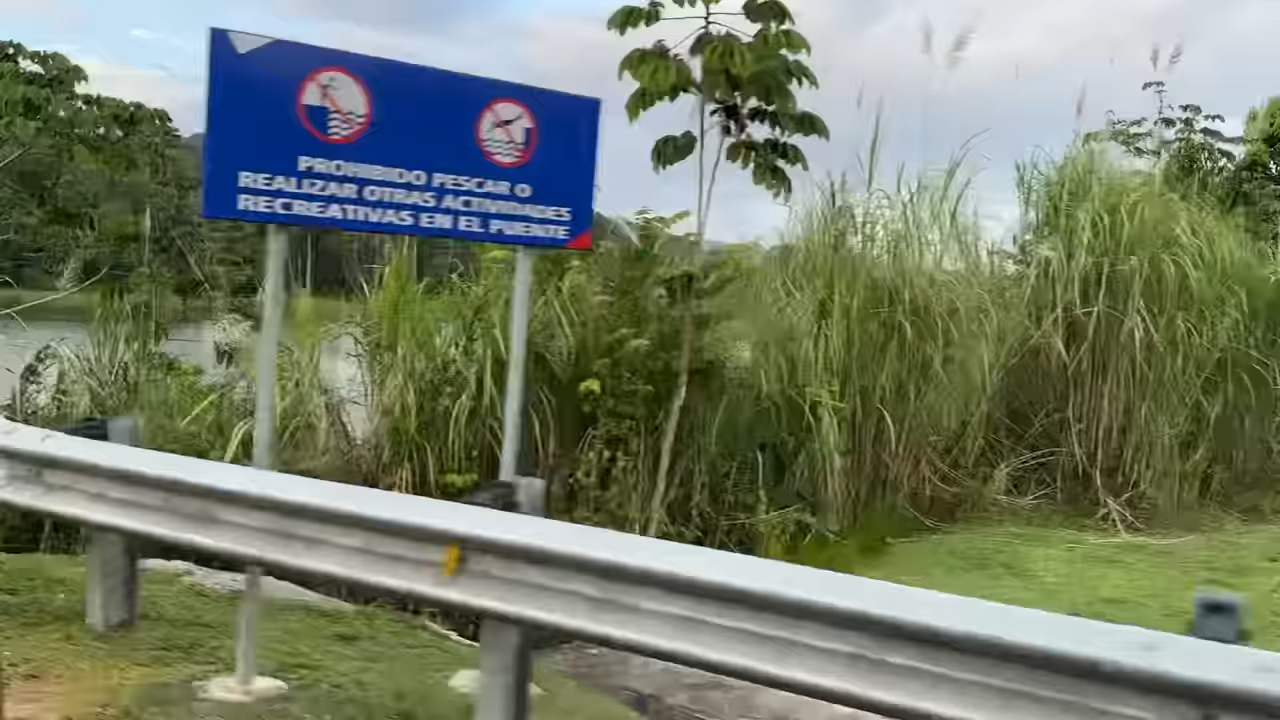 PROHIBIDO PESCAR O
REALIZAR OTRAS ACTIVIDADES
RECREATIVAS EN EL PUENTE